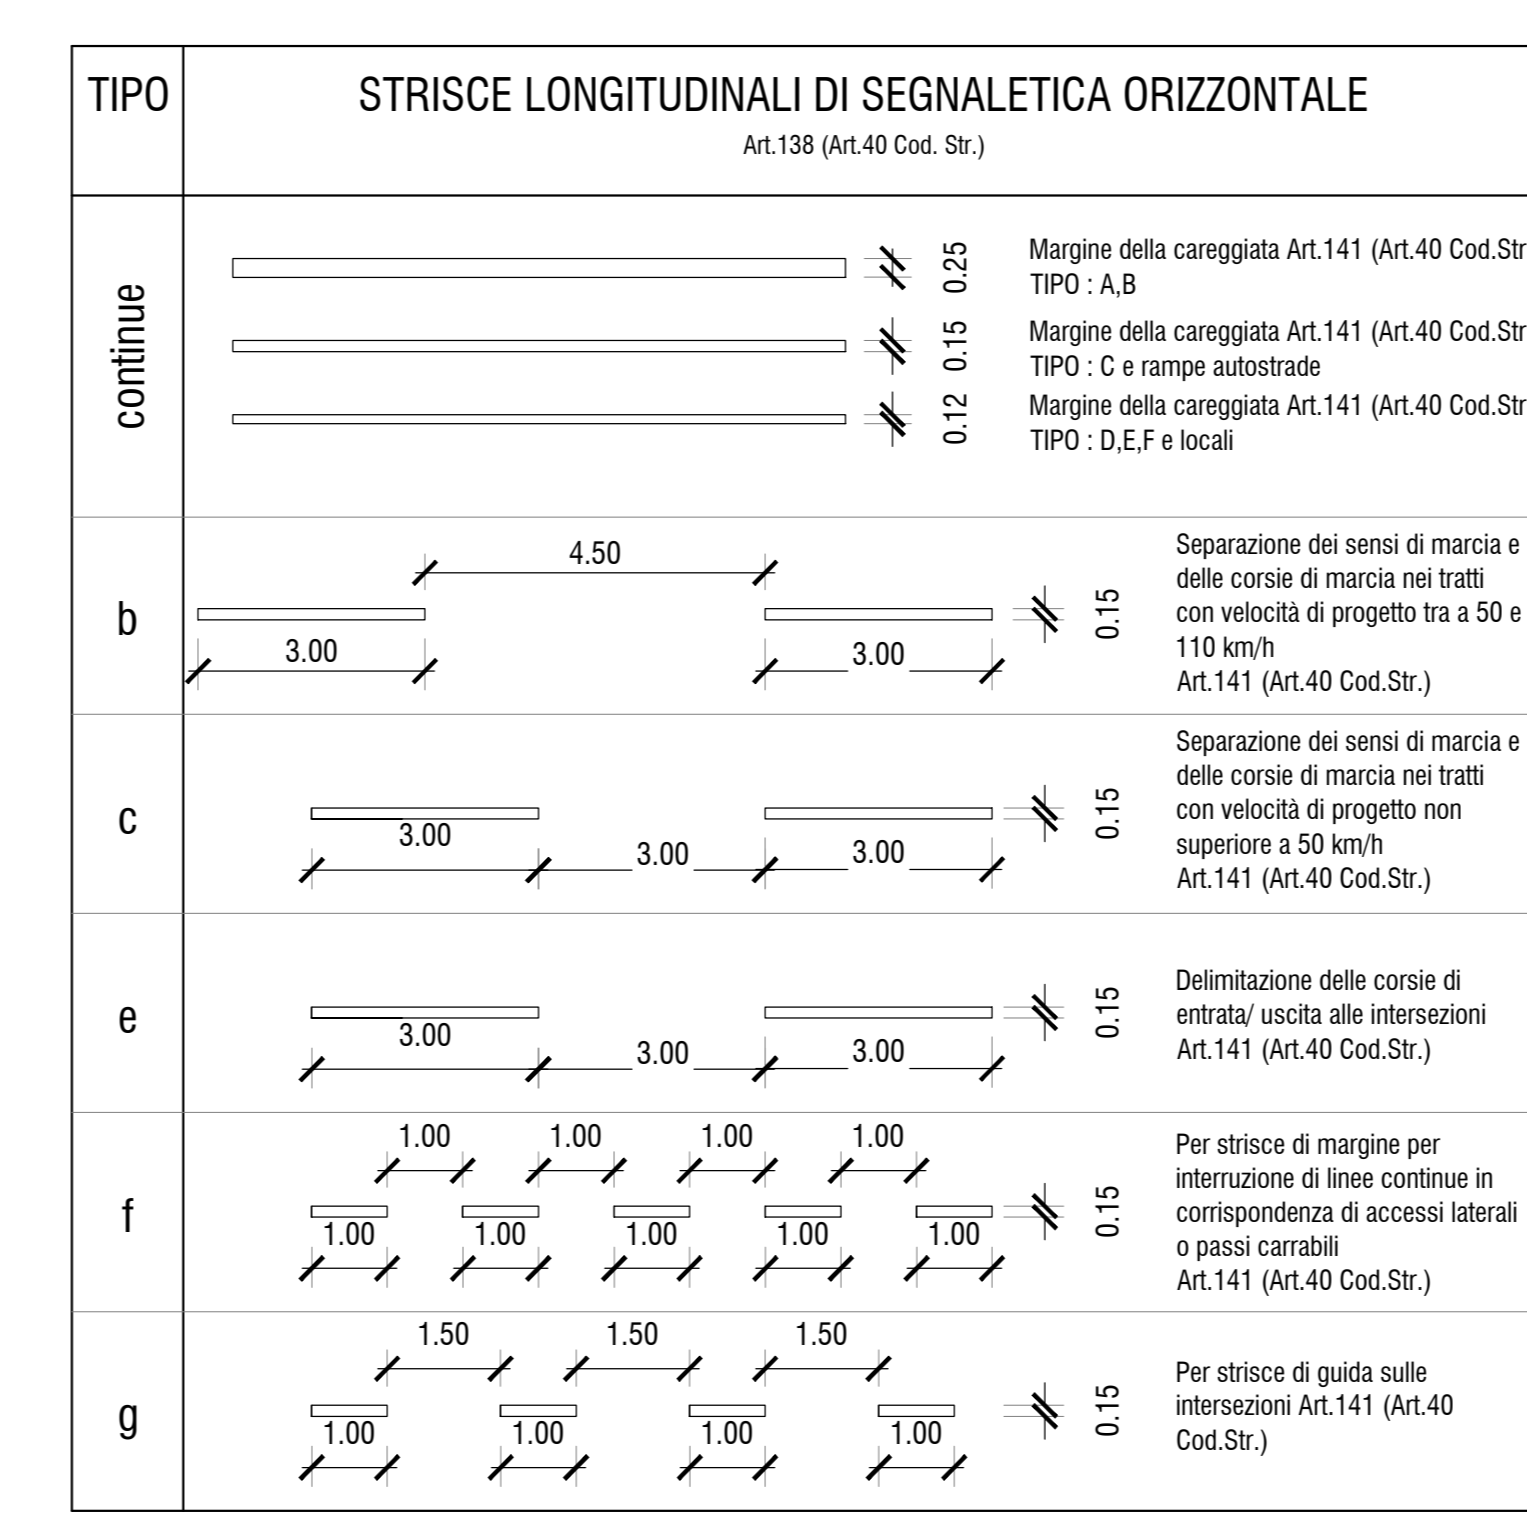 TIPO
STRISCE LONGITUDINALI DI SEGNALETICA ORIZZONTALE
Art.138 (Art.40 Cod. Str.)
continue
0.25
Margine della careggiata Art.141 (Art.40 Cod.Str
TIPO : A,B
0.15
Margine della careggiata Art.141 (Art.40 Cod.Str
TIPO : C e rampe autostrade
0.12
Margine della careggiata Art.141 (Art.40 Cod.Str
TIPO : D,E,F e locali
b
4.50
3.00
3.00
0.15
Separazione dei sensi di marcia e
delle corsie di marcia nei tratti
con velocità di progetto tra a 50 e
110 km/h
Art.141 (Art.40 Cod.Str.)
c
3.00
3.00
3.00
0.15
Separazione dei sensi di marcia e
delle corsie di marcia nei tratti
con velocità di progetto non
superiore a 50 km/h
Art.141 (Art.40 Cod.Str.)
e
3.00
3.00
3.00
0.15
Delimitazione delle corsie di
entrata/ uscita alle intersezioni
Art.141 (Art.40 Cod.Str.)
f
1.00 1.00 1.00 1.00
1.00 1.00 1.00 1.00 1.00
0.15
Per strisce di margine per
interruzione di linee continue in
corrispondenza di accessi laterali
o passi carrabili
Art.141 (Art.40 Cod.Str.)
g
1.50 1.50 1.50
1.00 1.00 1.00 1.00
0.15
Per strisce di guida sulle
intersezioni Art.141 (Art.40
Cod.Str.)